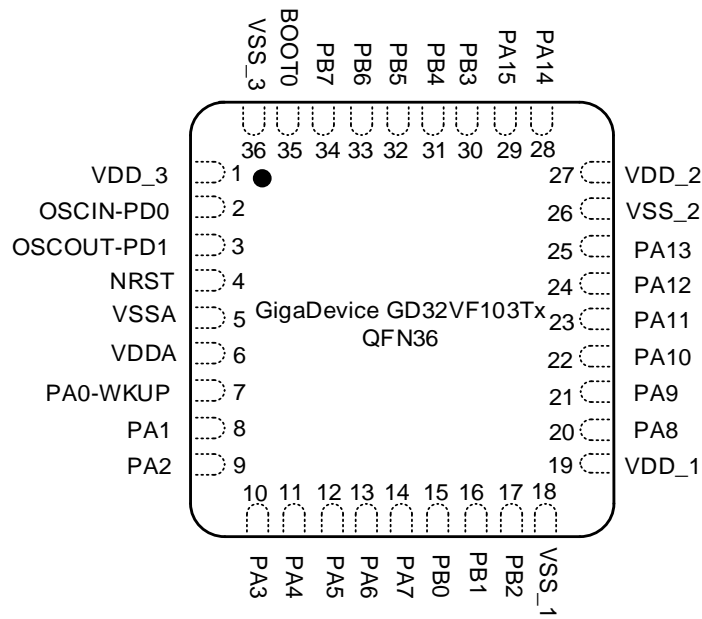 VSS_3
BOOT0
PB7
PB6
PB5
PB4
PB3
PA15
PA14
36 35 34 33 32 31 30 29 28
VDD_3 1
OSCIN-PD0 2
OSCOUT-PD1 3
NRST 4
VSSA 5
VDDA 6
PA0-WKUP 7
PA1 8
PA2 9
GigaDevice GD32VF103Tx
QFN36
27 VDD_2
26 VSS_2
25 PA13
24 PA12
23 PA11
22 PA10
21 PA9
20 PA8
19 VDD_1
10 11 12 13 14 15 16 17 18
PA3
PA4
PA5
PA6
PA7
PB0
PB1
PB2
VSS_1